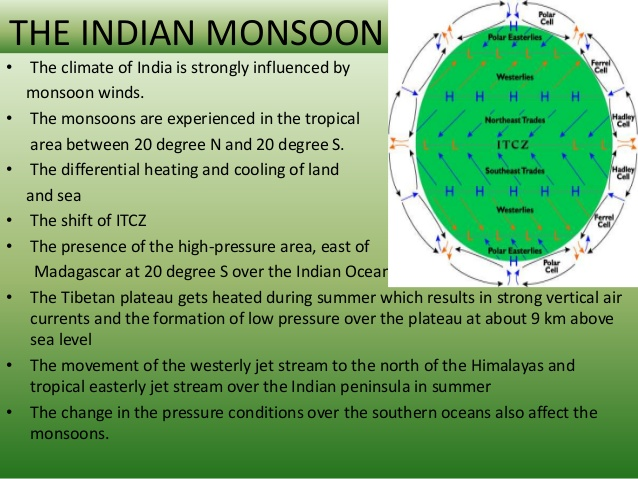 THE INDIAN MONSOON
• The climate of India is strongly influenced by
monsoon winds.
• The monsoons are experienced in the tropical
area between 20 degree N and 20 degree S.
• The differential heating and cooling of land
and sea
• The shift of ITCZ
• The presence of the high-pressure area, east of
Madagascar at 20 degree S over the Indian Ocean
• The Tibetan plateau gets heated during summer which results in strong vertical air
currents and the formation of low pressure over the plateau at about 9 km above
sea level
• The movement of the westerly jet stream to the north of the Himalayas and
tropical easterly jet stream over the Indian peninsula in summer
• The change in the pressure conditions over the southern oceans also affect the
monsoons.
Polar
Cell
H
Polar Easterlies
L L L L
Ferrel
Cell
Westerlies
H H H H H
Hadley
Cell
Northeast Trades
L L ITCZ L L
Hadley
Cell
Southeast Trades
H H H H H
Westerlies
Ferrel
Cell
L L L L
Polar Easterlies
H
Polar
Cell